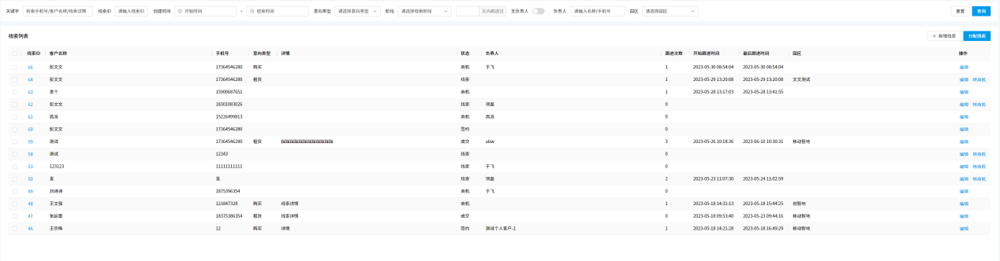 关键字 检索手机号/客户名称/线索详情 线索ID 请输入线索ID 创建时间 开始时间 - 结束时间 意向类型 请选择意向类型 阶段 请选择线索阶段 天内跟进过 无负责人 负责人 请输入名称/手机号 园区 请选择园区 重置 查询
线索列表 + 新增线索 分配线索
线索ID 客户名称 手机号 意向类型 详情 状态 负责人 跟进次数 开始跟进时间 最后跟进时间 园区 操作
66 彭文文 17364546280 购买 商机 于飞 1 2023-05-30 08:54:04 2023-05-30 08:54:04 编辑
64 彭文文 17364546280 租赁 线索 1 2023-05-29 13:20:08 2023-05-29 13:20:08 文文测试 编辑 转商机
63 发个 15900687651 商机 1 2023-05-28 13:17:03 2023-05-28 13:41:55 编辑
62 彭文文 18301083026 线索 项磊 0 编辑 转商机
61 高派 15226499813 商机 高派 0 编辑
60 彭文文 17364546280 签约 0 编辑
59 测试 17364546280 租赁 成交 abw 3 2023-05-26 10:18:36 2023-06-10 10:30:31 移动智地 编辑
58 测试 12343 线索 0 编辑 转商机
53 123123 11111111111 线索 于飞 0 编辑 转商机
50 发 发 线索 项磊 2 2023-05-23 11:07:30 2023-05-24 11:02:59 编辑 转商机
49 刘诗诗 1875396354 商机 于飞 0 编辑
48 王文强 121847328 购买 线索详情 商机 1 2023-05-18 14:31:13 2023-05-18 15:44:25 创智地 编辑
47 张延雷 18375386354 租赁 线索详情 成交 0 2023-05-18 09:53:40 2023-05-23 09:44:16 移动智地 编辑
46 王宗梅 12 购买 详情 签约 测试个人客户-1 1 2023-05-18 14:21:28 2023-05-18 16:49:29 移动智地 编辑